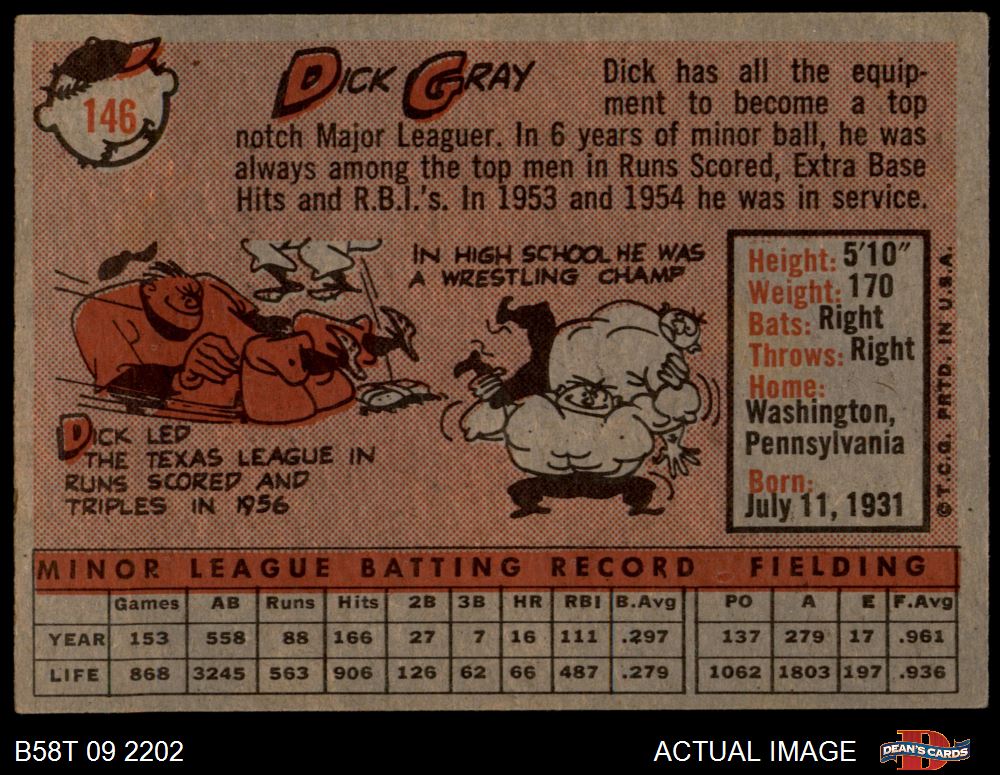 146
DICK GRAY
Dick has all the equip-
ment to become a top
notch Major Leaguer. In 6 years of minor ball, he was
always among the top men in Runs Scored, Extra Base
Hits and R.B.I.'s. In 1953 and 1954 he was in service.
IN HIGH SCHOOL HE WAS
A WRESTLING CHAMP
DICK LED
THE TEXAS LEAGUE IN
RUNS SCORED AND
TRIPLES IN 1956
Height: 5'10"
Weight: 170
Bats: Right
Throws: Right
Home:
Washington,
Pennsylvania
Born:
July 11, 1931
© T.C.G. PRTD. IN U.S.A.
MINOR LEAGUE BATTING RECORD FIELDING
Games AB Runs Hits 2B 3B HR RBI B.Avg PO A E F.Avg
YEAR 153 558 88 166 27 7 16 111 .297 137 279 17 .961
LIFE 868 3245 563 906 126 62 66 487 .279 1062 1803 197 .936
B58T 09 2202 ACTUAL IMAGE DEAN'S CARDS